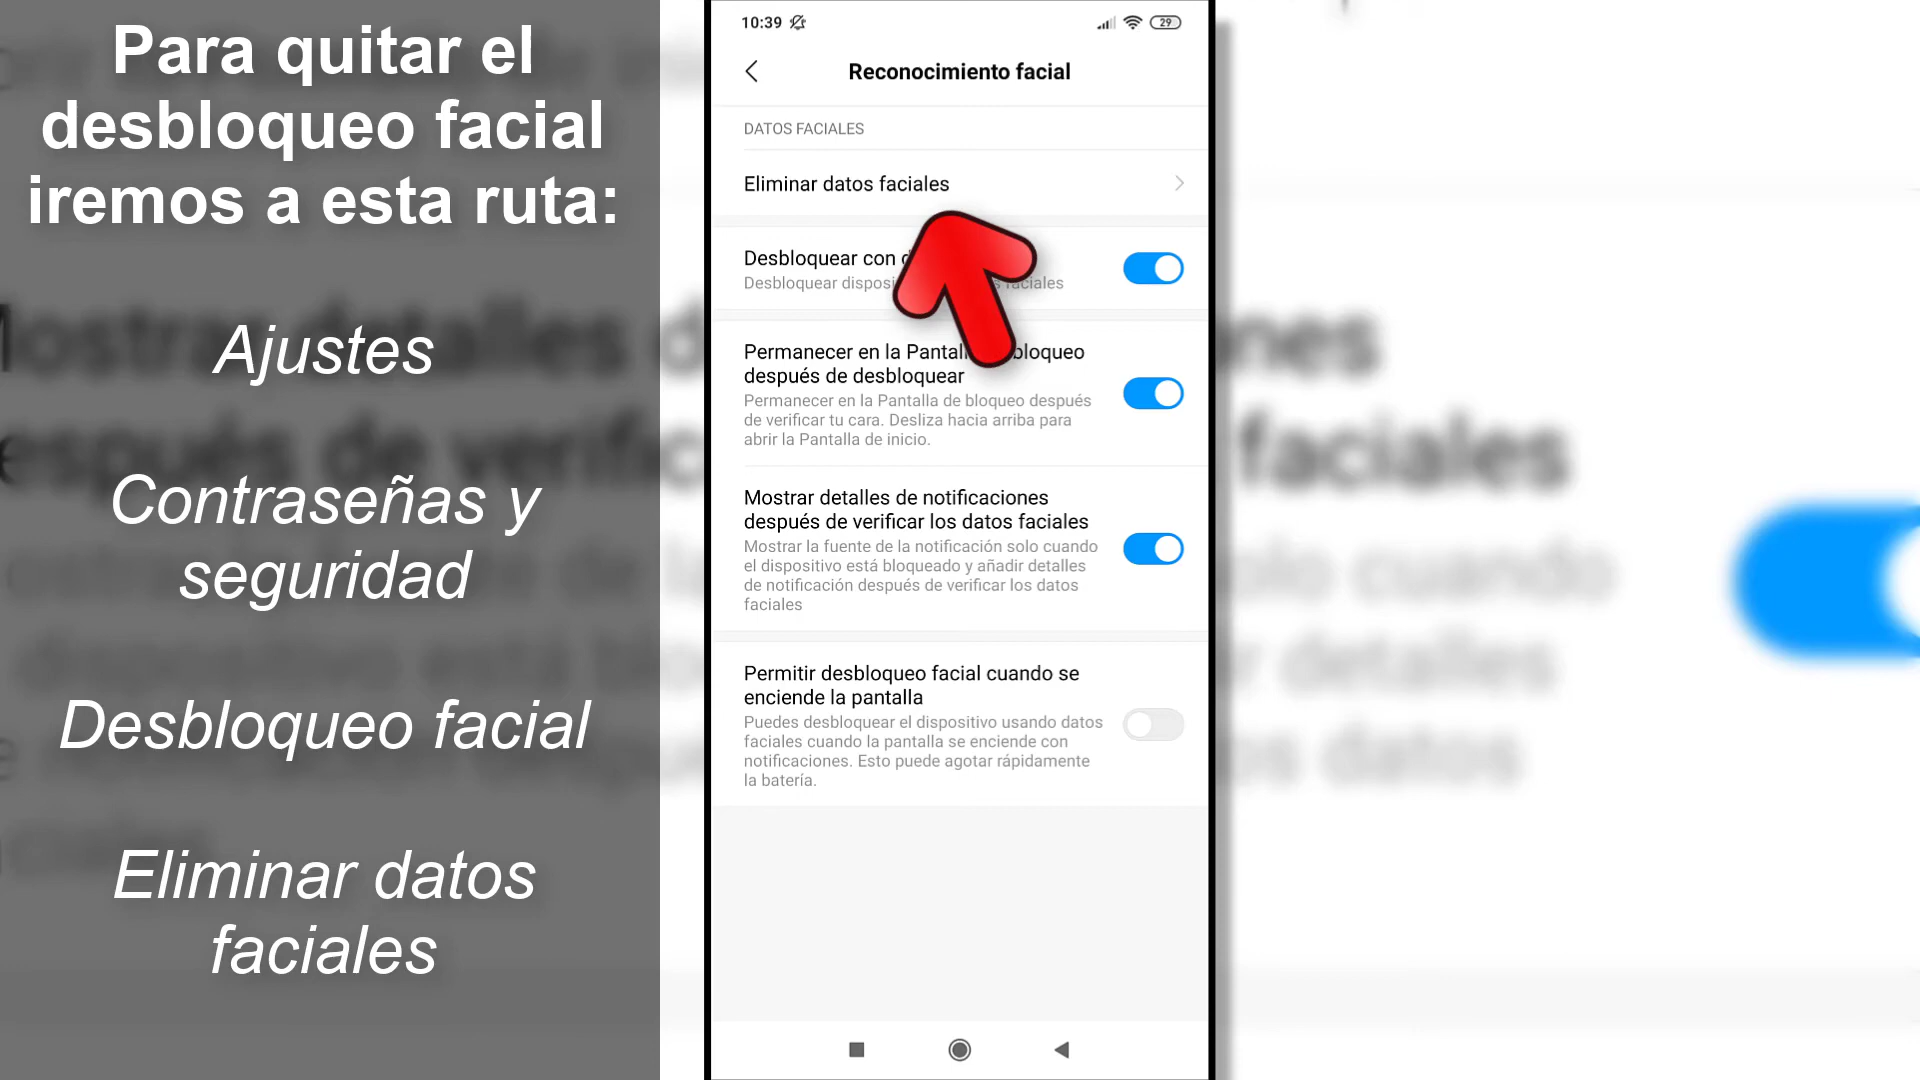 Para quitar el
desbloqueo facial
iremos a esta ruta:
Ajustes
Contraseñas y
seguridad
Desbloqueo facial
Eliminar datos
faciales
10:39
29
Reconocimiento facial
DATOS FACIALES
Eliminar datos faciales
Desbloquear con
Desbloquear faciales
Permanecer en la bloqueo
después de desbloquear
Permanecer en la Pantalla de bloqueo después
de verificar tu cara. Desliza hacia arriba para
abrir la Pantalla de inicio.
Mostrar detalles de notificaciones
después de verificar los datos faciales
Mostrar la fuente de la notificación solo cuando
el dispositivo está bloqueado y añadir detalles
de notificación después de verificar los datos
faciales
Permitir desbloqueo facial cuando se
enciende la pantalla
Puedes desbloquear el dispositivo usando datos
faciales cuando la pantalla se enciende con
notificaciones. Esto puede agotar rápidamente
la batería.